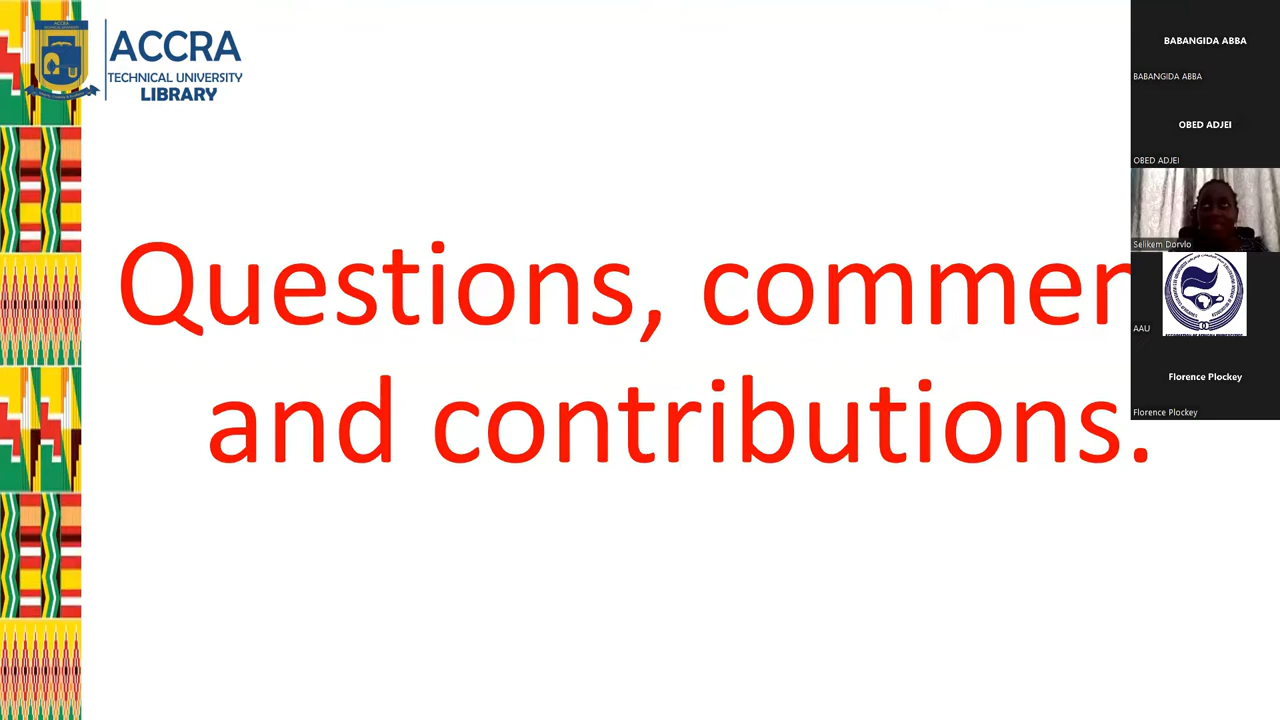 ACCRA
TECHNICAL UNIVERSITY
LIBRARY
Questions, commen
and contributions.
BABANGIDA ABBA
BABANGIDA ABBA
OBED ADJEI
OBED ADJEI
Selikem Dorvlo
AAU
Florence Plockey
Florence Plockey